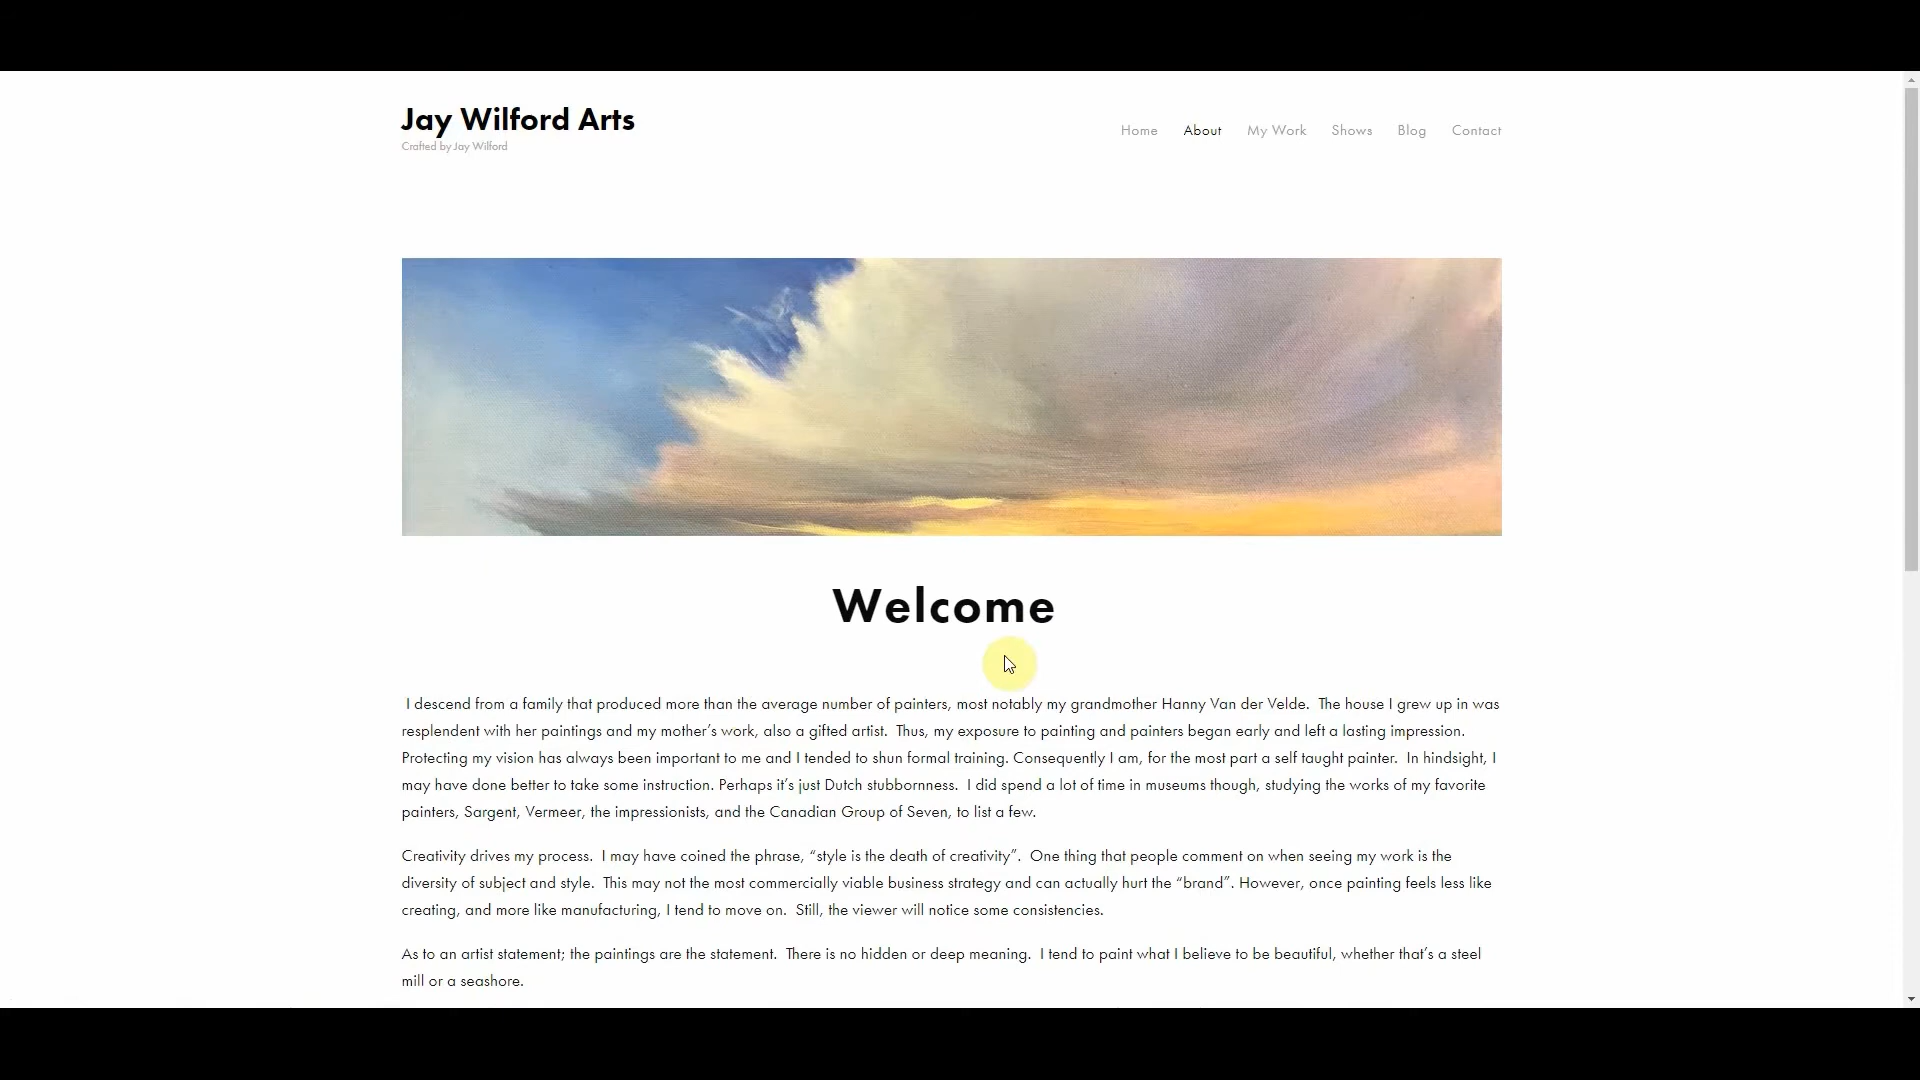 Jay Wilford Arts
Crafted by Jay Wilford
Home About My Work Shows Blog Contact
Welcome
I descend from a family that produced more than the average number of painters, most notably my grandmother Hanny Van der Velde. The house I grew up in was
resplendent with her paintings and my mother’s work, also a gifted artist. Thus, my exposure to painting and painters began early and left a lasting impression.
Protecting my vision has always been important to me and I tended to shun formal training. Consequently I am, for the most part a self taught painter. In hindsight, I
may have done better to take some instruction. Perhaps it’s just Dutch stubbornness. I did spend a lot of time in museums though, studying the works of my favorite
painters, Sargent, Vermeer, the impressionists, and the Canadian Group of Seven, to list a few.
Creativity drives my process. I may have coined the phrase, “style is the death of creativity”. One thing that people comment on when seeing my work is the
diversity of subject and style. This may not the most commercially viable business strategy and can actually hurt the “brand”. However, once painting feels less like
creating, and more like manufacturing, I tend to move on. Still, the viewer will notice some consistencies.
As to an artist statement; the paintings are the statement. There is no hidden or deep meaning. I tend to paint what I believe to be beautiful, whether that’s a steel
mill or a seashore.